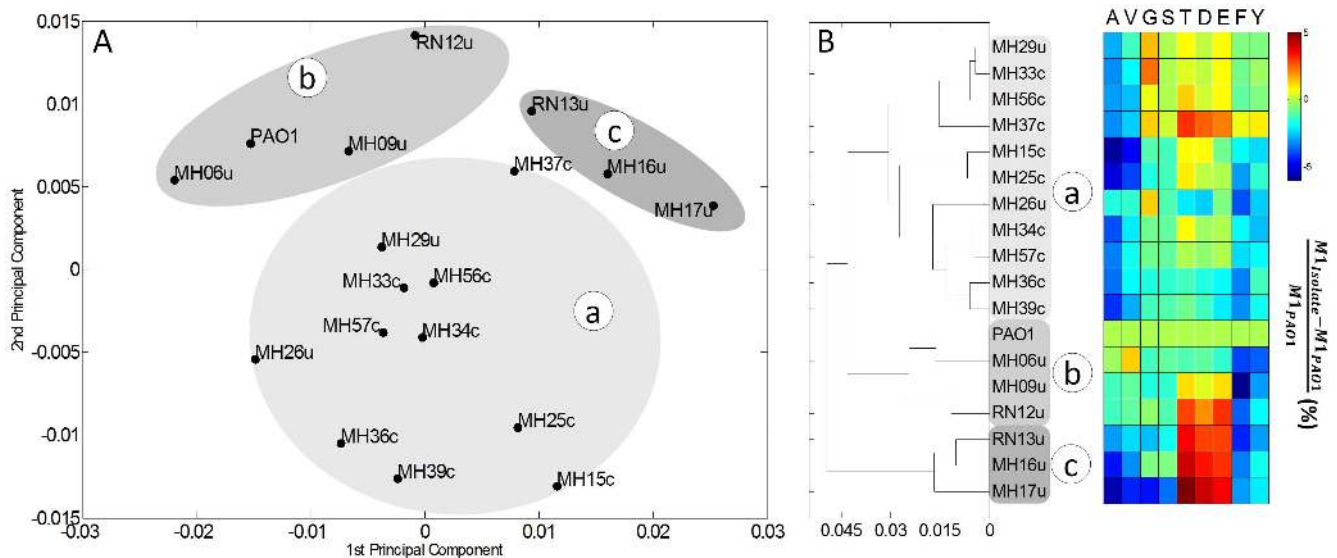 A
0.015
0.01
0.005
0
-0.005
-0.01
-0.015
2nd Principal Component
-0.03
-0.02
-0.01
0
0.01
0.02
0.03
1st Principal Component
RN12u
b
PAO1
MH09u
MH06u
RN13u
c
MH37c
MH16u
MH17u
MH29u
MH33c
MH56c
a
MH57c
MH34c
MH26u
MH25c
MH36c
MH39c
MH15c
B
MH29u
MH33c
MH56c
MH37c
MH15c
MH25c
MH26u
MH34c
MH57c
MH36c
MH39c
PAO1
MH06u
MH09u
RN12u
RN13u
MH16u
MH17u
a
b
c
0.045
0.03
0.015
0
A V G S T D E F Y
5
0
-5
M1Isolate−M1PAO1
M1PAO1
(%)